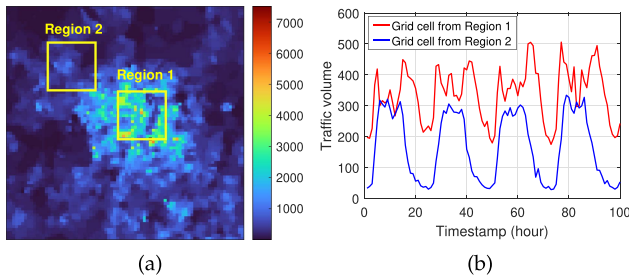 Region 2
Region 1
7000
6000
5000
4000
3000
2000
1000
(a)
Traffic volume
600
500
400
300
200
100
0
Grid cell from Region 1
Grid cell from Region 2
0 20 40 60 80 100
Timestamp (hour)
(b)